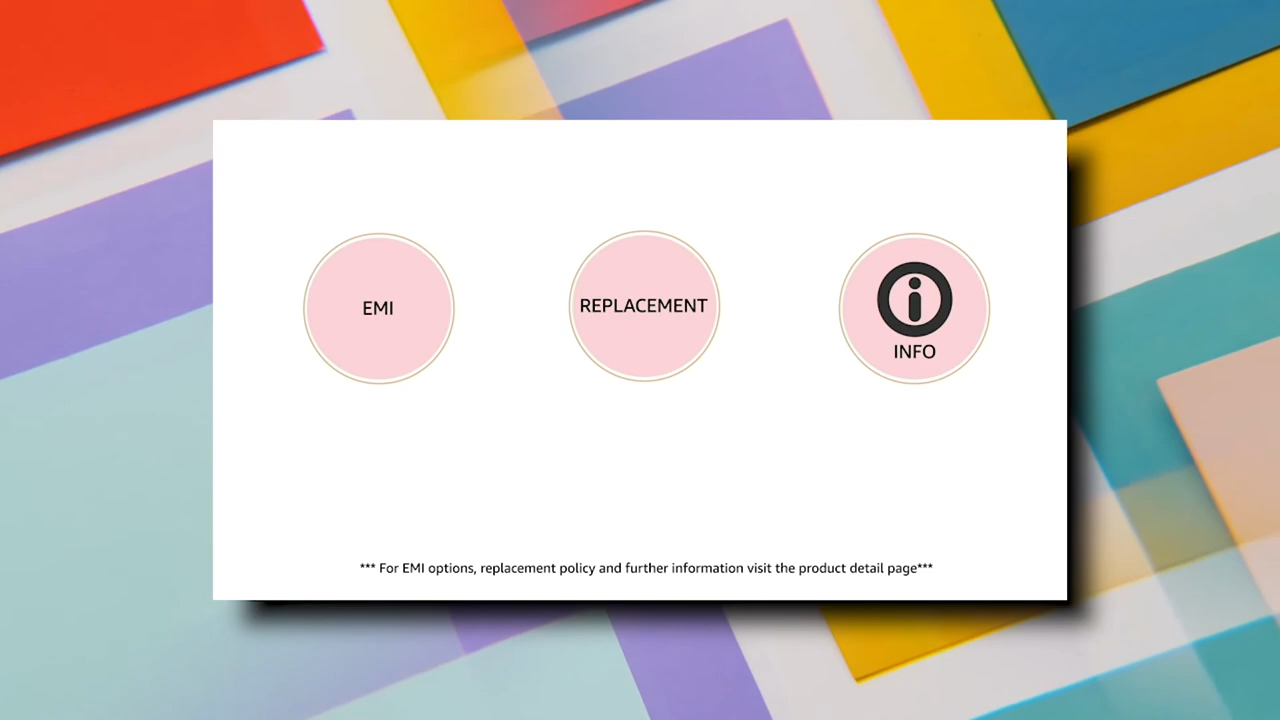 EMI
REPLACEMENT
INFO
*** For EMI options, replacement policy and further information visit the product detail page***